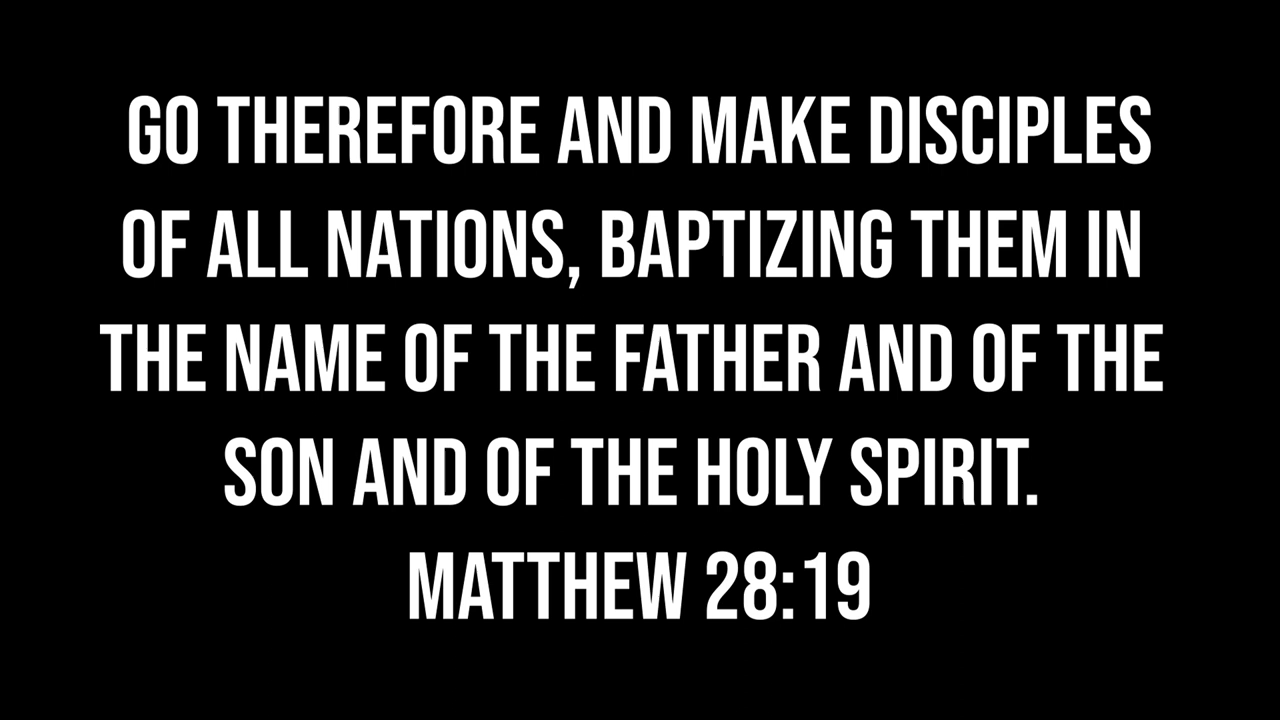 GO THEREFORE AND MAKE DISCIPLES
OF ALL NATIONS, BAPTIZING THEM IN
THE NAME OF THE FATHER AND OF THE
SON AND OF THE HOLY SPIRIT.
MATTHEW 28:19